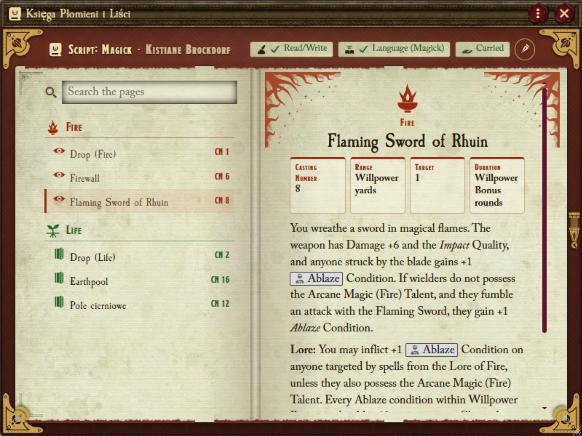 Księga Płomieni i Liści
Script: Magick · Kistiane Brockdorf
Read/Write
Language (Magick)
Curried
Search the pages
Fire
Drop (Fire) CN 1
Firewall CN 6
Flaming Sword of Rhuin CN 8
Life
Drop (Life) CN 2
Earthpool CN 16
Pole cierniowe CN 12
Fire
Flaming Sword of Rhuin
Casting Number
8
Range
Willpower yards
Target
1
Duration
Willpower Bonus rounds
You wreathe a sword in magical flames. The
weapon has Damage +6 and the Impact Quality,
and anyone struck by the blade gains +1
Ablaze Condition. If wielders do not possess
the Arcane Magic (Fire) Talent, and they fumble
an attack with the Flaming Sword, they gain +1
Ablaze Condition.
Lore: You may inflict +1 Ablaze Condition on
anyone targeted by spells from the Lore of Fire,
unless they also possess the Arcane Magic (Fire)
Talent. Every Ablaze condition within Willpower